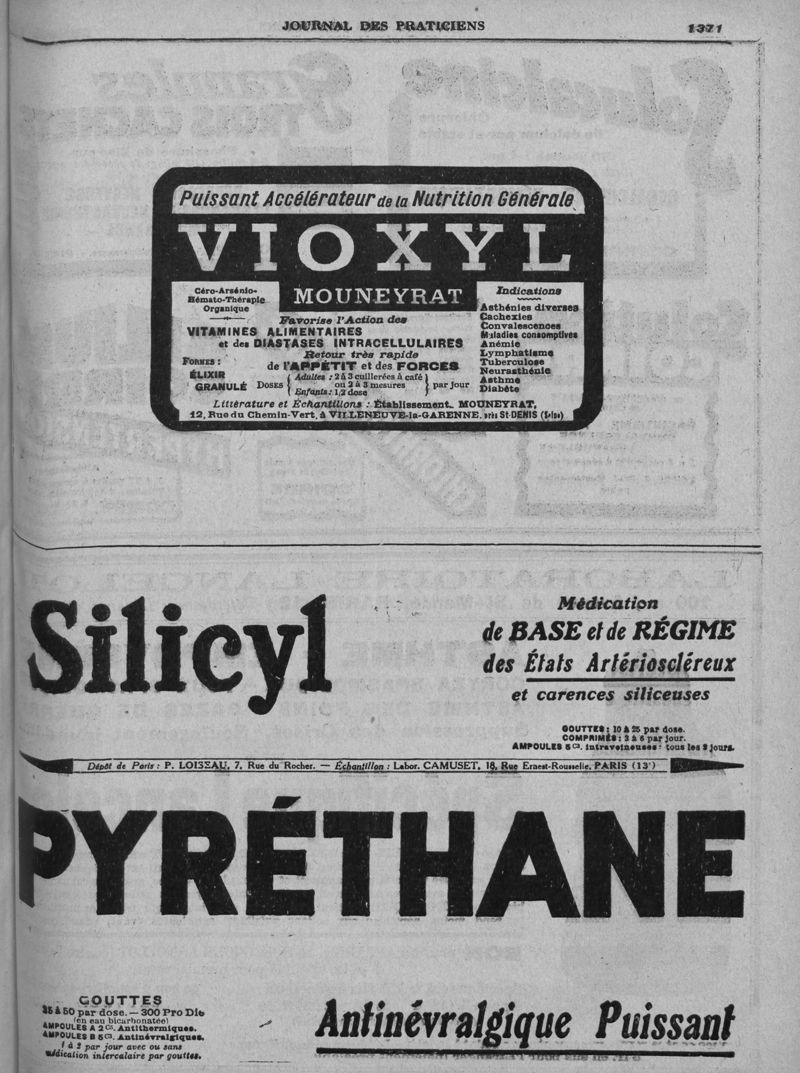 JOURNAL DES PRATICIENS
1371
Puissant Accélérateur de la Nutrition Générale
VIOXYL
MOUNEYRAT
Céro-Arsénio-
Hémato-Thérapie
Organique
Favorise l'Action des
VITAMINES ALIMENTAIRES
et des DIASTASES INTRACELLULAIRES
Retour très rapide
de l'APPÉTIT et des FORCES
FORMES :
ÉLIXIR
GRANULÉ
DOSES
Adultes : 2 à 3 cuillerées à café
ou 2 à 3 mesures
Enfants : 1/2 dose
par jour
Indications
Asthénies diverses
Cachexies
Convalescences
Maladies consomptives
Anémie
Lymphatisme
Tuberculose
Neurasthénie
Asthme
Diabète
Littérature et Échantillons : Établissement MOUNEYRAT,
12, Rue du Chemin-Vert, à VILLENEUVE-la-GARENNE, près St-DENIS (Seine)
Silicyl
Médication
de BASE et de RÉGIME
des États Artérioscléreux
et carences siliceuses
GOUTTES : 10 à 25 par dose.
COMPRIMÉS : 3 à 6 par jour.
AMPOULES 5 cs. intraveineuses : tous les 2 jours.
Dépôt de Paris : P. LOISEAU, 7, Rue du Rocher. — Échantillon : Labor. CAMUSET, 18, Rue Ernest-Rousselle, PARIS (13e)
PYRÉTHANE
GOUTTES
25 à 50 par dose. — 300 Pro Die
(en eau bicarbonatée)
AMPOULES A 2 cs. Antithermiques.
AMPOULES B 5 cs. Antinévralgiques.
1 à 2 par jour avec ou sans
médication intercalaire par gouttes.
Antinévralgique Puissant